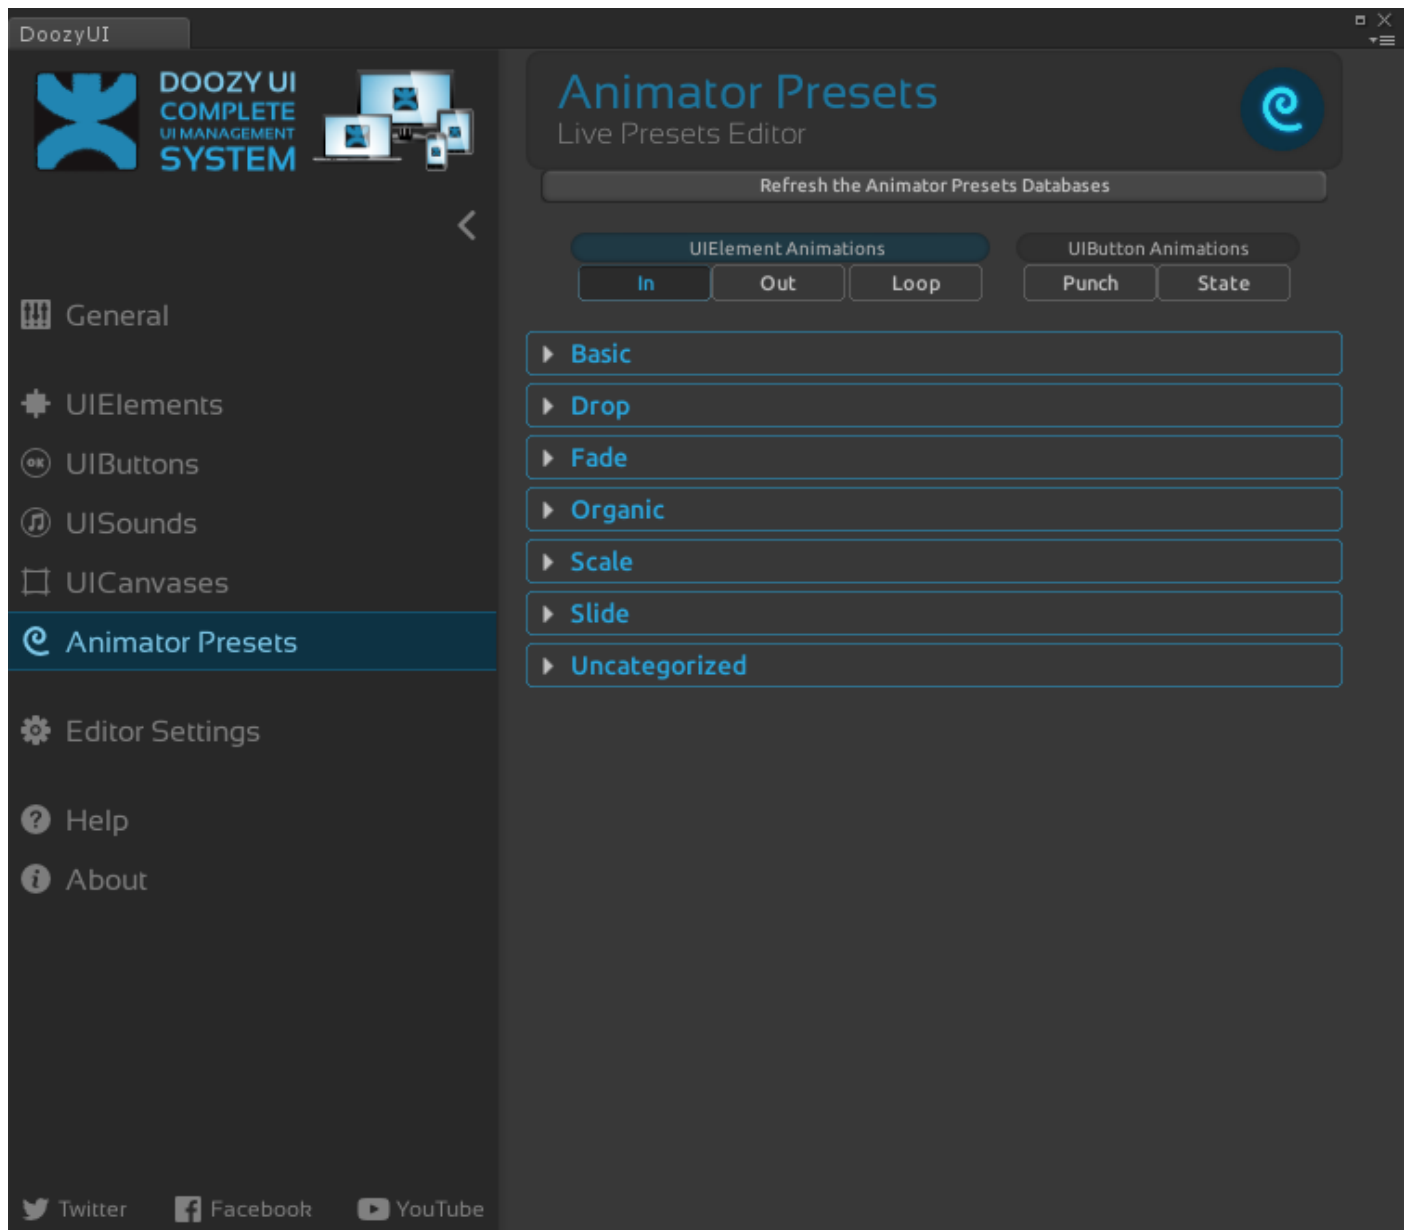 DoozyUI
DOOZY UI
COMPLETE
UI MANAGEMENT
SYSTEM
General
UIElements
OK
UIButtons
UISounds
UICanvases
Animator Presets
Editor Settings
Help
About
Twitter
Facebook
YouTube
Animator Presets
Live Presets Editor
Refresh the Animator Presets Databases
UIElement Animations
UIButton Animations
In
Out
Loop
Punch
State
Basic
Drop
Fade
Organic
Scale
Slide
Uncategorized